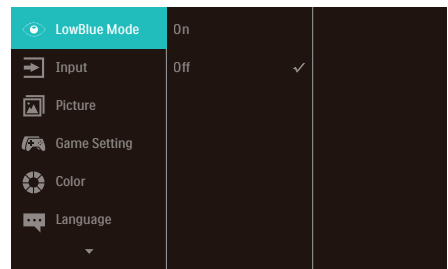 LowBlue Mode
On
Input
Off
Picture
Game Setting
Color
Language